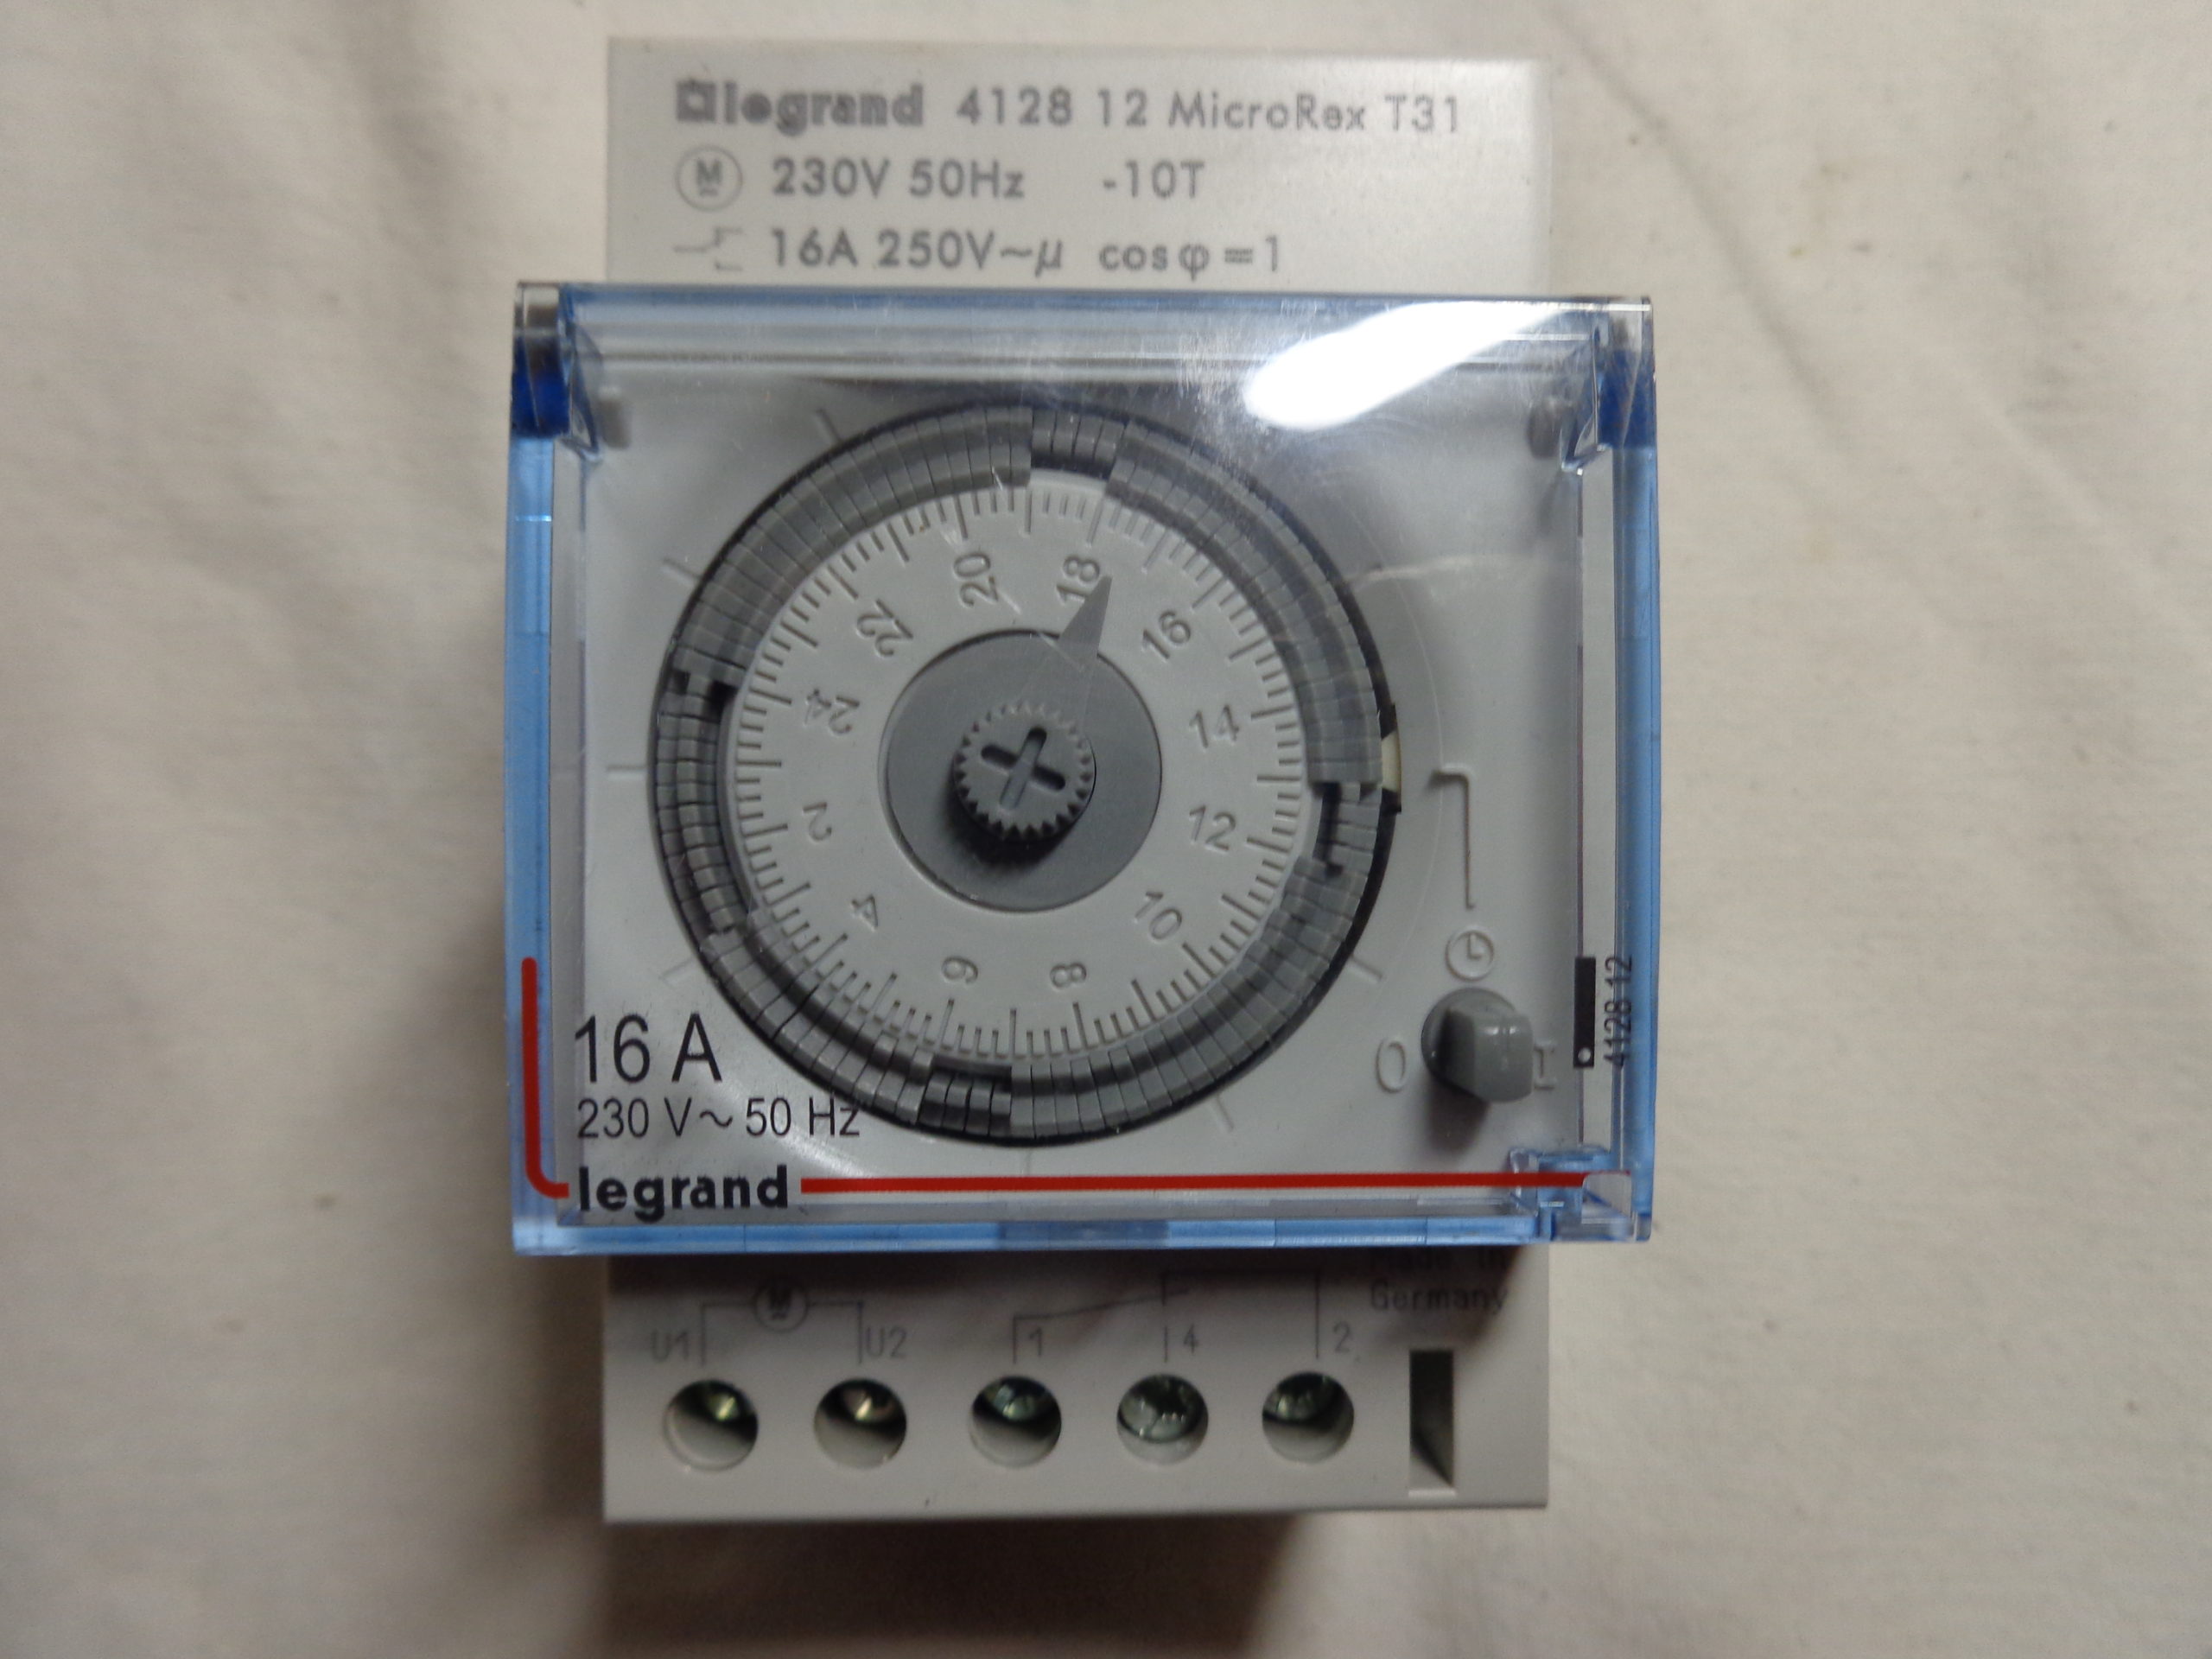 legrand 4128 12 MicroRex T31
M 230V 50Hz -10T
16A 250V~µ cosφ=1
20 18 16 14 12 10 8 6 4 2 24 22
0 I
4128 12
16 A
230 V~ 50 Hz
legrand
Made in
Germany
M
U1 U2 1 4 2